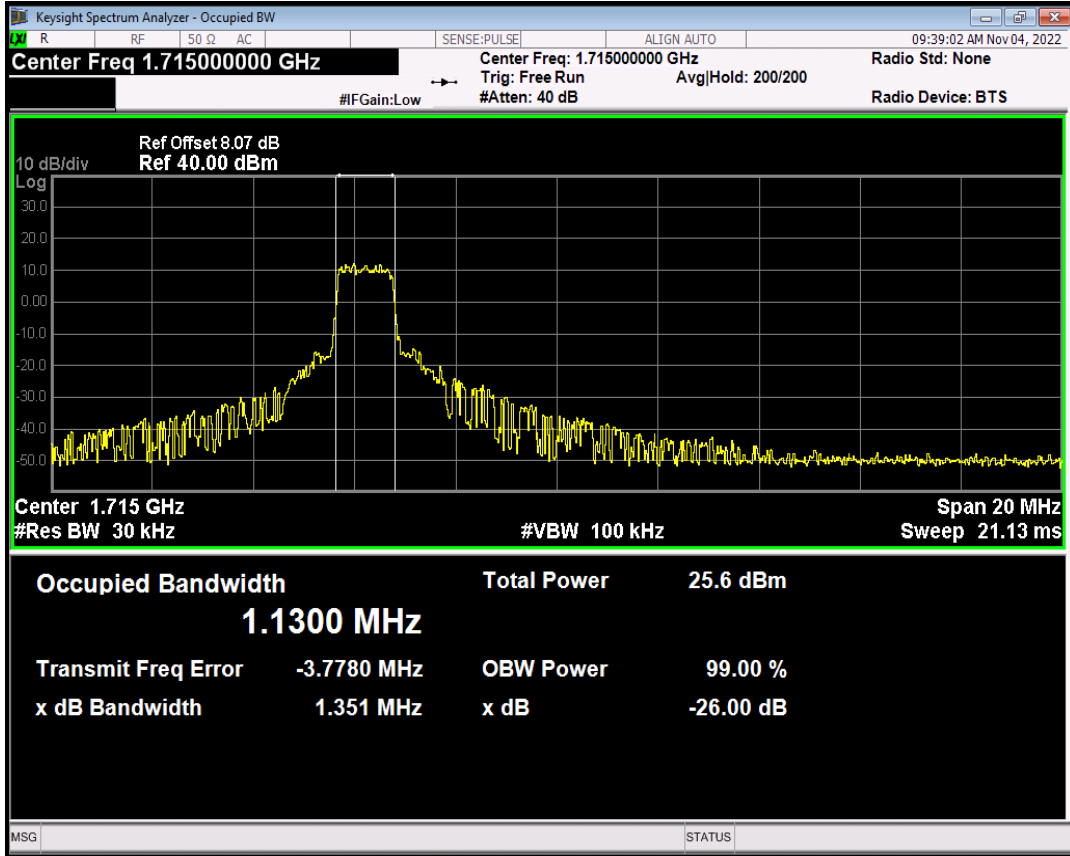 Keysight Spectrum Analyzer - Occupied BW
LXI R RF 50 Ω AC SENSE:PULSE ALIGN AUTO 09:39:02 AM Nov 04, 2022
Center Freq 1.715000000 GHz
Center Freq: 1.715000000 GHz
Radio Std: None
Trig: Free Run Avg|Hold: 200/200
#IFGain:Low #Atten: 40 dB
Radio Device: BTS
Ref Offset 8.07 dB
10 dB/div Ref 40.00 dBm
Log
30.0
20.0
10.0
0.00
-10.0
-20.0
-30.0
-40.0
-50.0
Center 1.715 GHz Span 20 MHz
#Res BW 30 kHz #VBW 100 kHz Sweep 21.13 ms
Occupied Bandwidth Total Power 25.6 dBm
1.1300 MHz
Transmit Freq Error -3.7780 MHz OBW Power 99.00 %
x dB Bandwidth 1.351 MHz x dB -26.00 dB
MSG STATUS